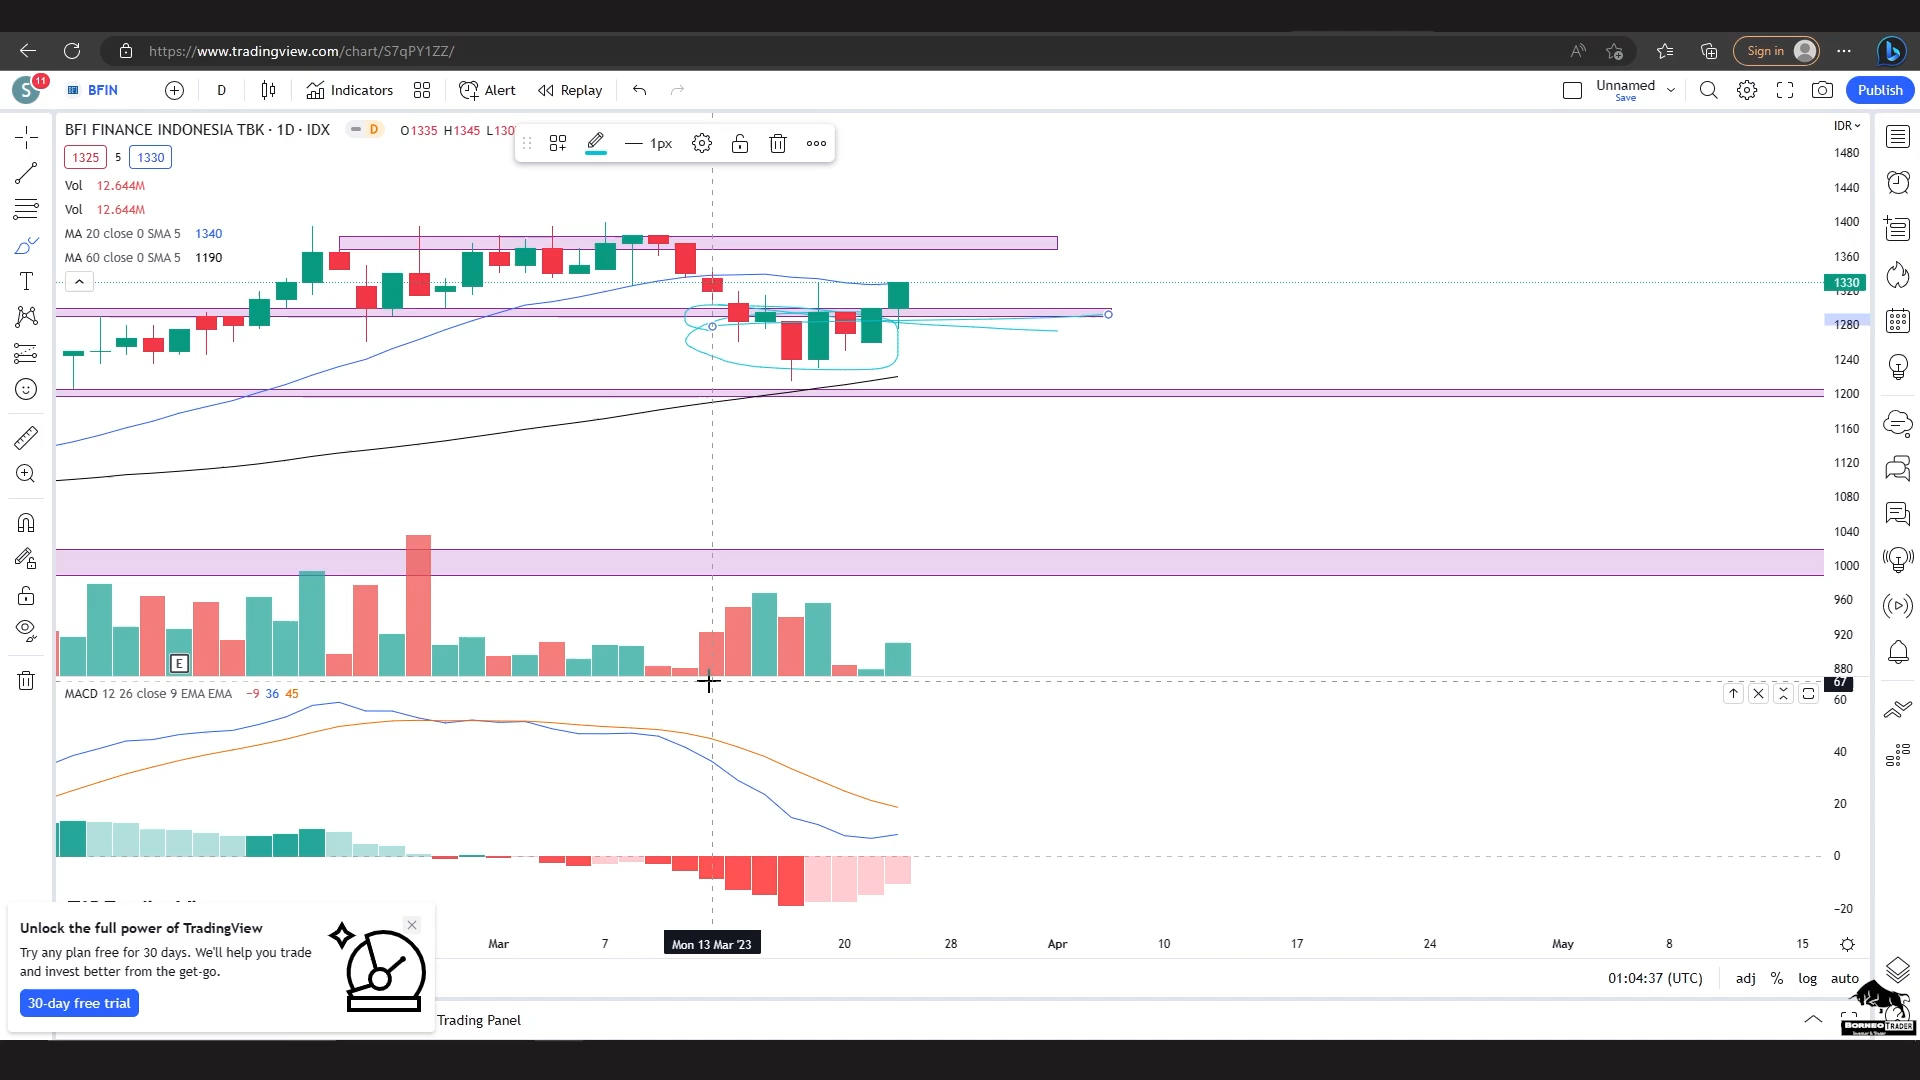 https://www.tradingview.com/chart/S7qPY1ZZ/
Sign in
S
11
BFIN
D
Indicators
Alert
Replay
Unnamed
Save
Publish
BFI FINANCE INDONESIA TBK · 1D · IDX
D
O1335 H1345
1px
IDR
1325
5
1330
Vol 12.644M
Vol 12.644M
MA 20 close 0 SMA 5 1340
MA 60 close 0 SMA 5 1190
1480
1440
1400
1360
1330
1320
1280
1240
1200
1160
1120
1080
1040
1000
960
920
880
E
67
MACD 12 26 close 9 EMA EMA −9 36 45
60
40
20
0
−20
Mar
7
Mon 13 Mar '23
20
28
Apr
10
17
24
May
8
15
Unlock the full power of TradingView
Try any plan free for 30 days. We'll help you trade
and invest better from the get-go.
30-day free trial
01:04:37 (UTC)
adj
%
log
auto
Trading Panel
BORNEO TRADER